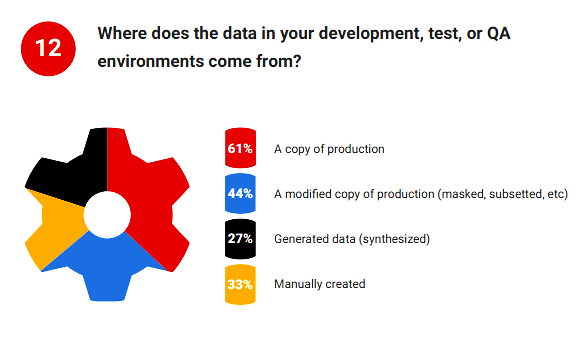 12
Where does the data in your development, test, or QA
environments come from?
61% A copy of production
44% A modified copy of production (masked, subsetted, etc)
27% Generated data (synthesized)
33% Manually created